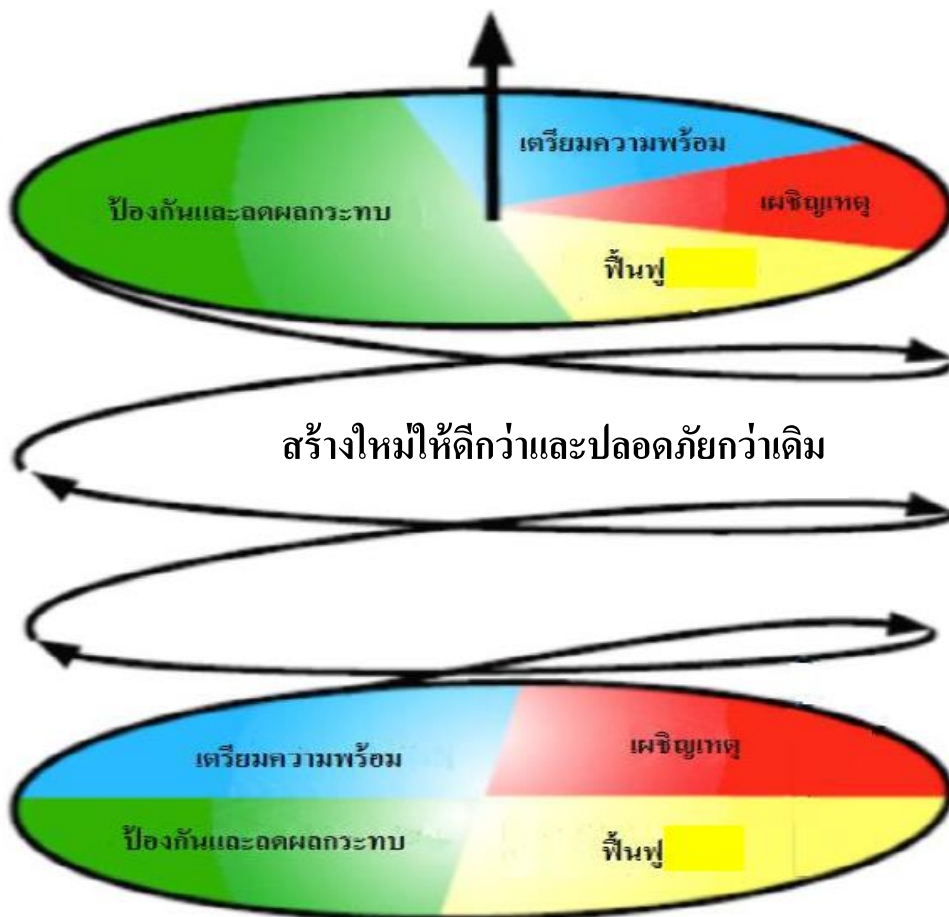 เตรียมความพร้อม
ป้องกันและลดผลกระทบ
เผชิญเหตุ
ฟื้นฟู
สร้างใหม่ให้ดีกว่าและปลอดภัยกว่าเดิม
เตรียมความพร้อม
เผชิญเหตุ
ป้องกันและลดผลกระทบ
ฟื้นฟู